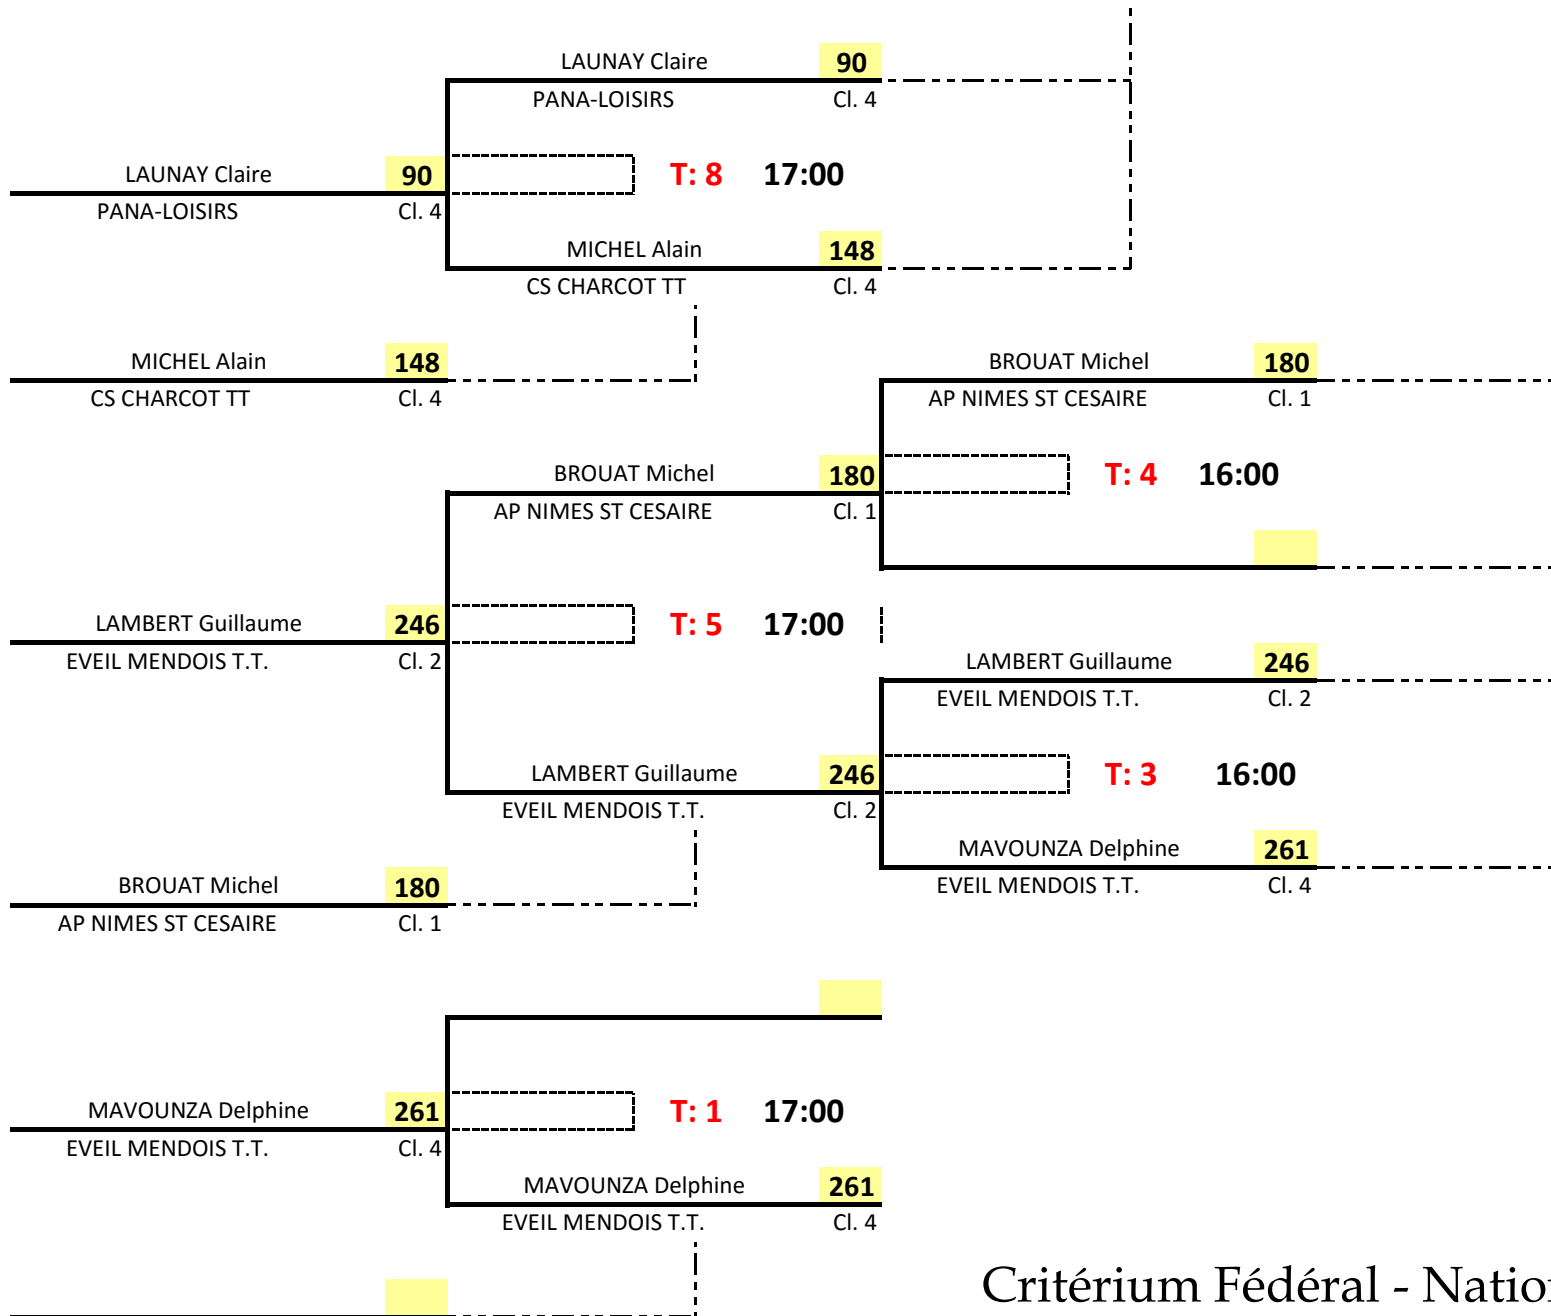 LAUNAY Claire 90
PANA-LOISIRS Cl. 4
LAUNAY Claire 90 T: 8 17:00
PANA-LOISIRS Cl. 4
MICHEL Alain 148
CS CHARCOT TT Cl. 4
MICHEL Alain 148 BROUAT Michel 180
CS CHARCOT TT Cl. 4 AP NIMES ST CESAIRE Cl. 1
BROUAT Michel 180 T: 4 16:00
AP NIMES ST CESAIRE Cl. 1
LAMBERT Guillaume 246 T: 5 17:00
EVEIL MENDOIS T.T. Cl. 2 LAMBERT Guillaume 246
EVEIL MENDOIS T.T. Cl. 2
LAMBERT Guillaume 246 T: 3 16:00
EVEIL MENDOIS T.T. Cl. 2
MAVOUNZA Delphine 261
BROUAT Michel 180 EVEIL MENDOIS T.T. Cl. 4
AP NIMES ST CESAIRE Cl. 1
MAVOUNZA Delphine 261 T: 1 17:00
EVEIL MENDOIS T.T. Cl. 4
MAVOUNZA Delphine 261
EVEIL MENDOIS T.T. Cl. 4
Critérium Fédéral -